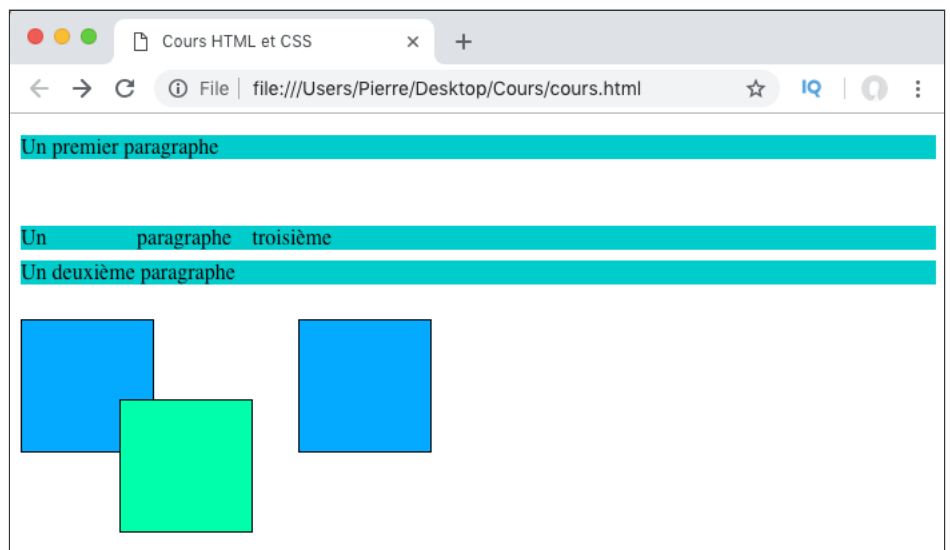 Cours HTML et CSS
File file:///Users/Pierre/Desktop/Cours/cours.html IQ
Un premier paragraphe
Un paragraphe troisième
Un deuxième paragraphe